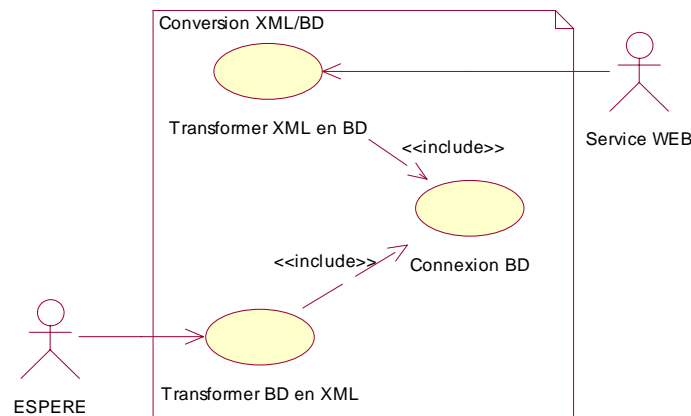 Conversion XML/BD
Transformer XML en BD
Service WEB
<<include>>
<<include>>
Connexion BD
Transformer BD en XML
ESPERE